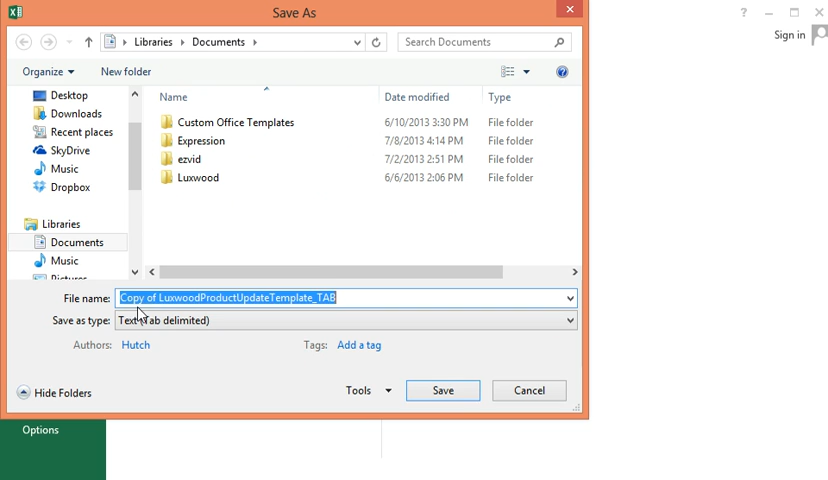 Save As
?
Sign in
Libraries
Documents
Search Documents
Organize
New folder
?
Name
Date modified
Type
Desktop
Downloads
Recent places
SkyDrive
Music
Dropbox
Libraries
Documents
Music
Pictures
Custom Office Templates 6/10/2013 3:30 PM File folder
Expression 7/8/2013 4:14 PM File folder
ezvid 7/2/2013 2:51 PM File folder
Luxwood 6/6/2013 2:06 PM File folder
File name: Copy of LuxwoodProductUpdateTemplate_TAB
Save as type: Text (Tab delimited)
Authors: Hutch
Tags: Add a tag
Hide Folders
Tools
Save
Cancel
Options